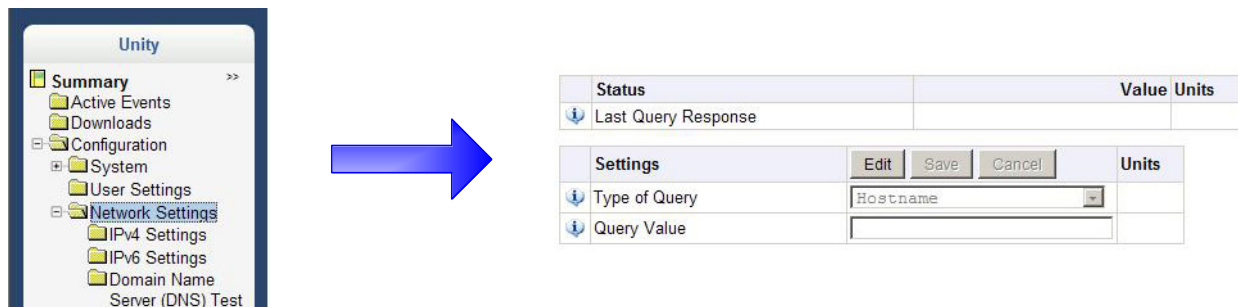 Unity
Summary >>
Active Events
Downloads
Configuration
System
User Settings
Network Settings
IPv4 Settings
IPv6 Settings
Domain Name
Server (DNS) Test
Status Value Units
Last Query Response
Settings Edit Save Cancel Units
Type of Query Hostname
Query Value